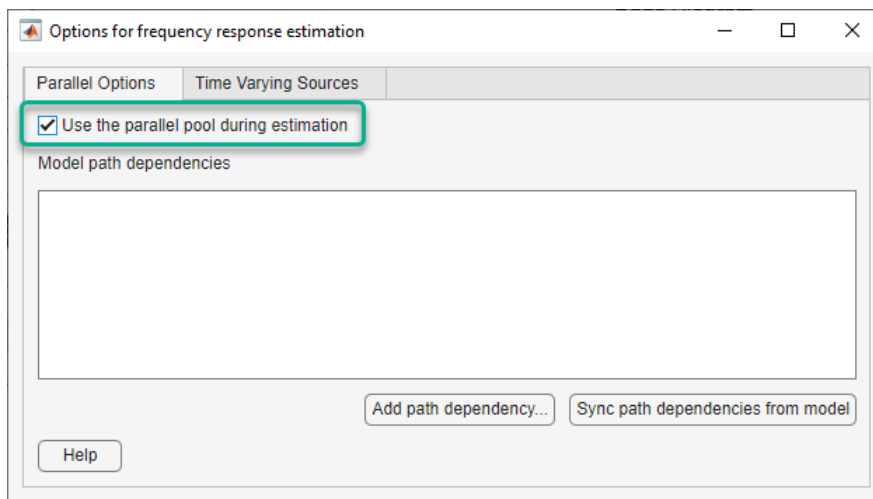 Options for frequency response estimation
Parallel Options Time Varying Sources
Use the parallel pool during estimation
Model path dependencies
Add path dependency... Sync path dependencies from model
Help